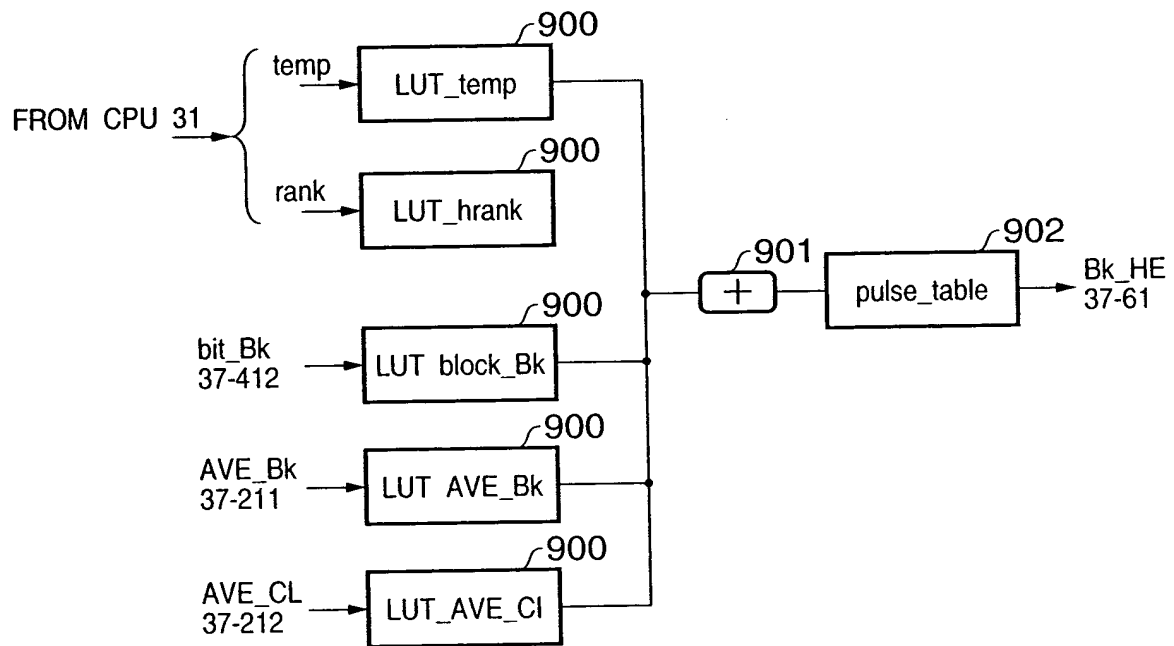 900
temp
LUT_temp
FROM CPU 31
900
rank
LUT_hrank
901
902
+
pulse_table
Bk_HE
37-61
900
bit_Bk
37-412
LUT block_Bk
900
AVE_Bk
37-211
LUT AVE_Bk
900
AVE_CL
37-212
LUT_AVE_Cl